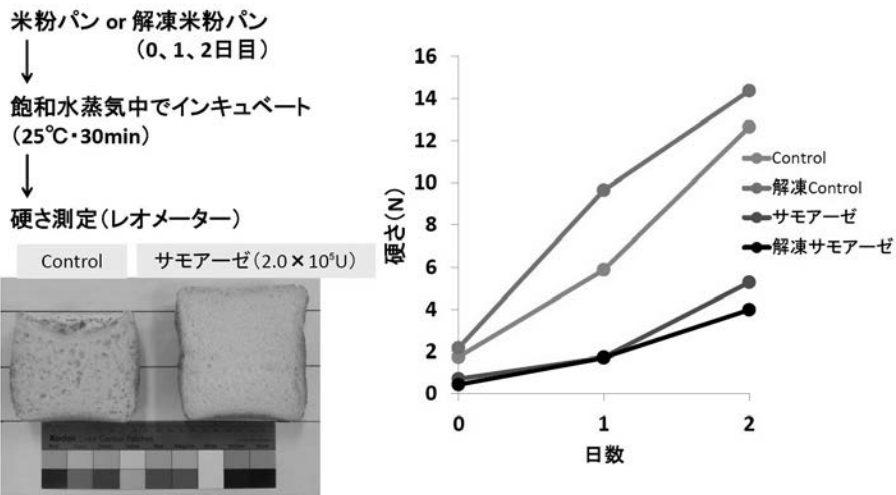 米粉パン or 解凍米粉パン
(0、1、2日目)
飽和水蒸気中でインキュベート
(25℃・30min)
硬さ測定(レオメーター)
Control
サモアーゼ(2.0×10⁵U)
Kodak Color Control Patches
硬さ(N)
16
14
12
10
8
6
4
2
0
0 1 2
日数
Control
解凍Control
サモアーゼ
解凍サモアーゼ